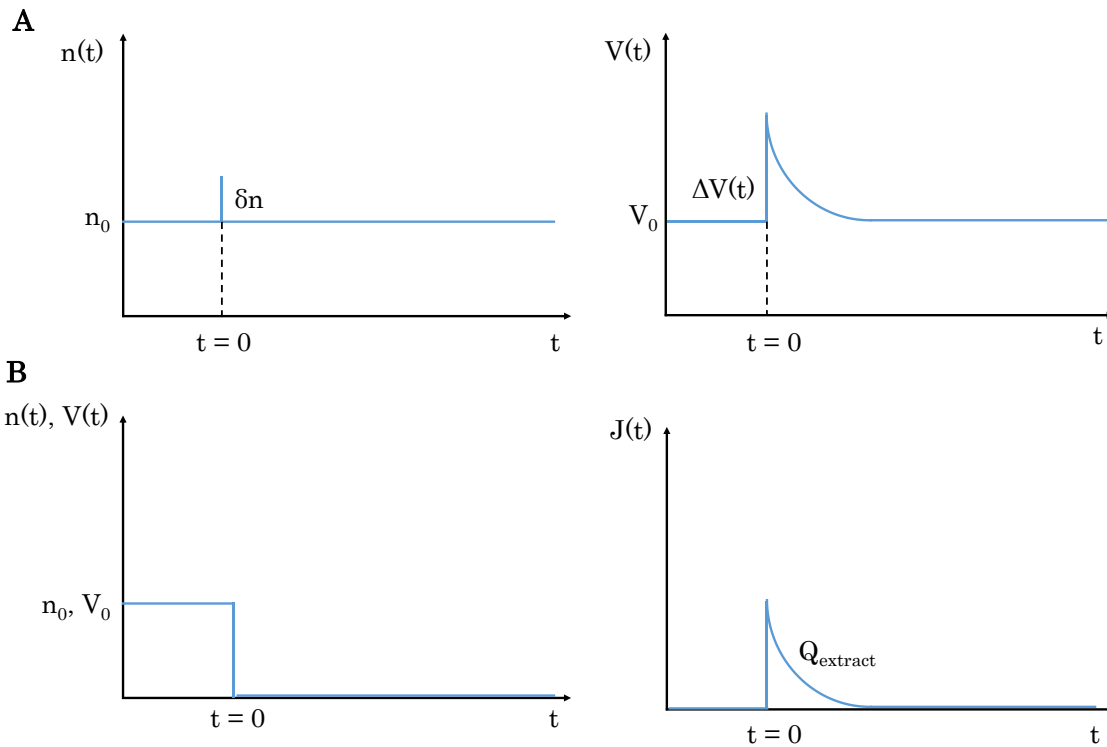 A
n(t)
δn
n₀
t = 0
t
V(t)
ΔV(t)
V₀
t = 0
t
B
n(t), V(t)
n₀, V₀
t = 0
t
J(t)
Qextract
t = 0
t